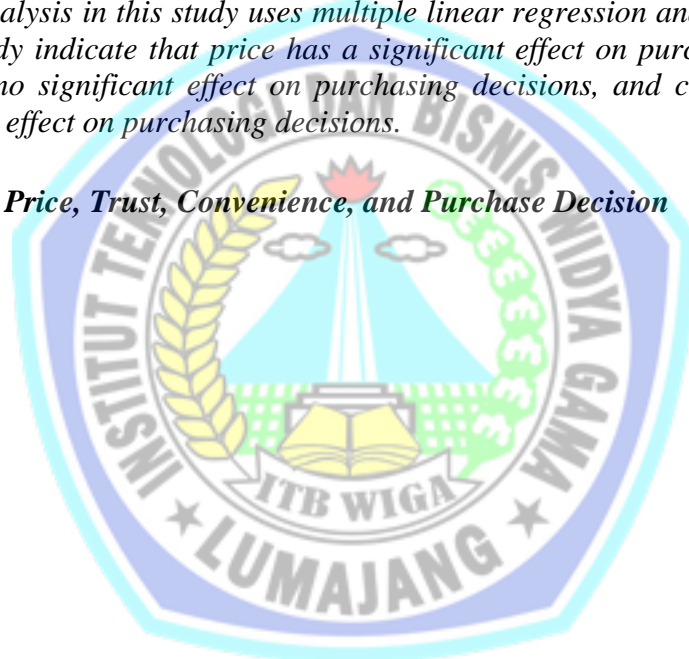 alysis in this study uses multiple linear regression an
dy indicate that price has a significant effect on purc
no significant effect on purchasing decisions, and c
effect on purchasing decisions.
Price, Trust, Convenience, and Purchase Decision
INSTITUT TEKNOLOGI DAN BISNIS WIDYA GAMA
ITB WIGA
LUMAJANG